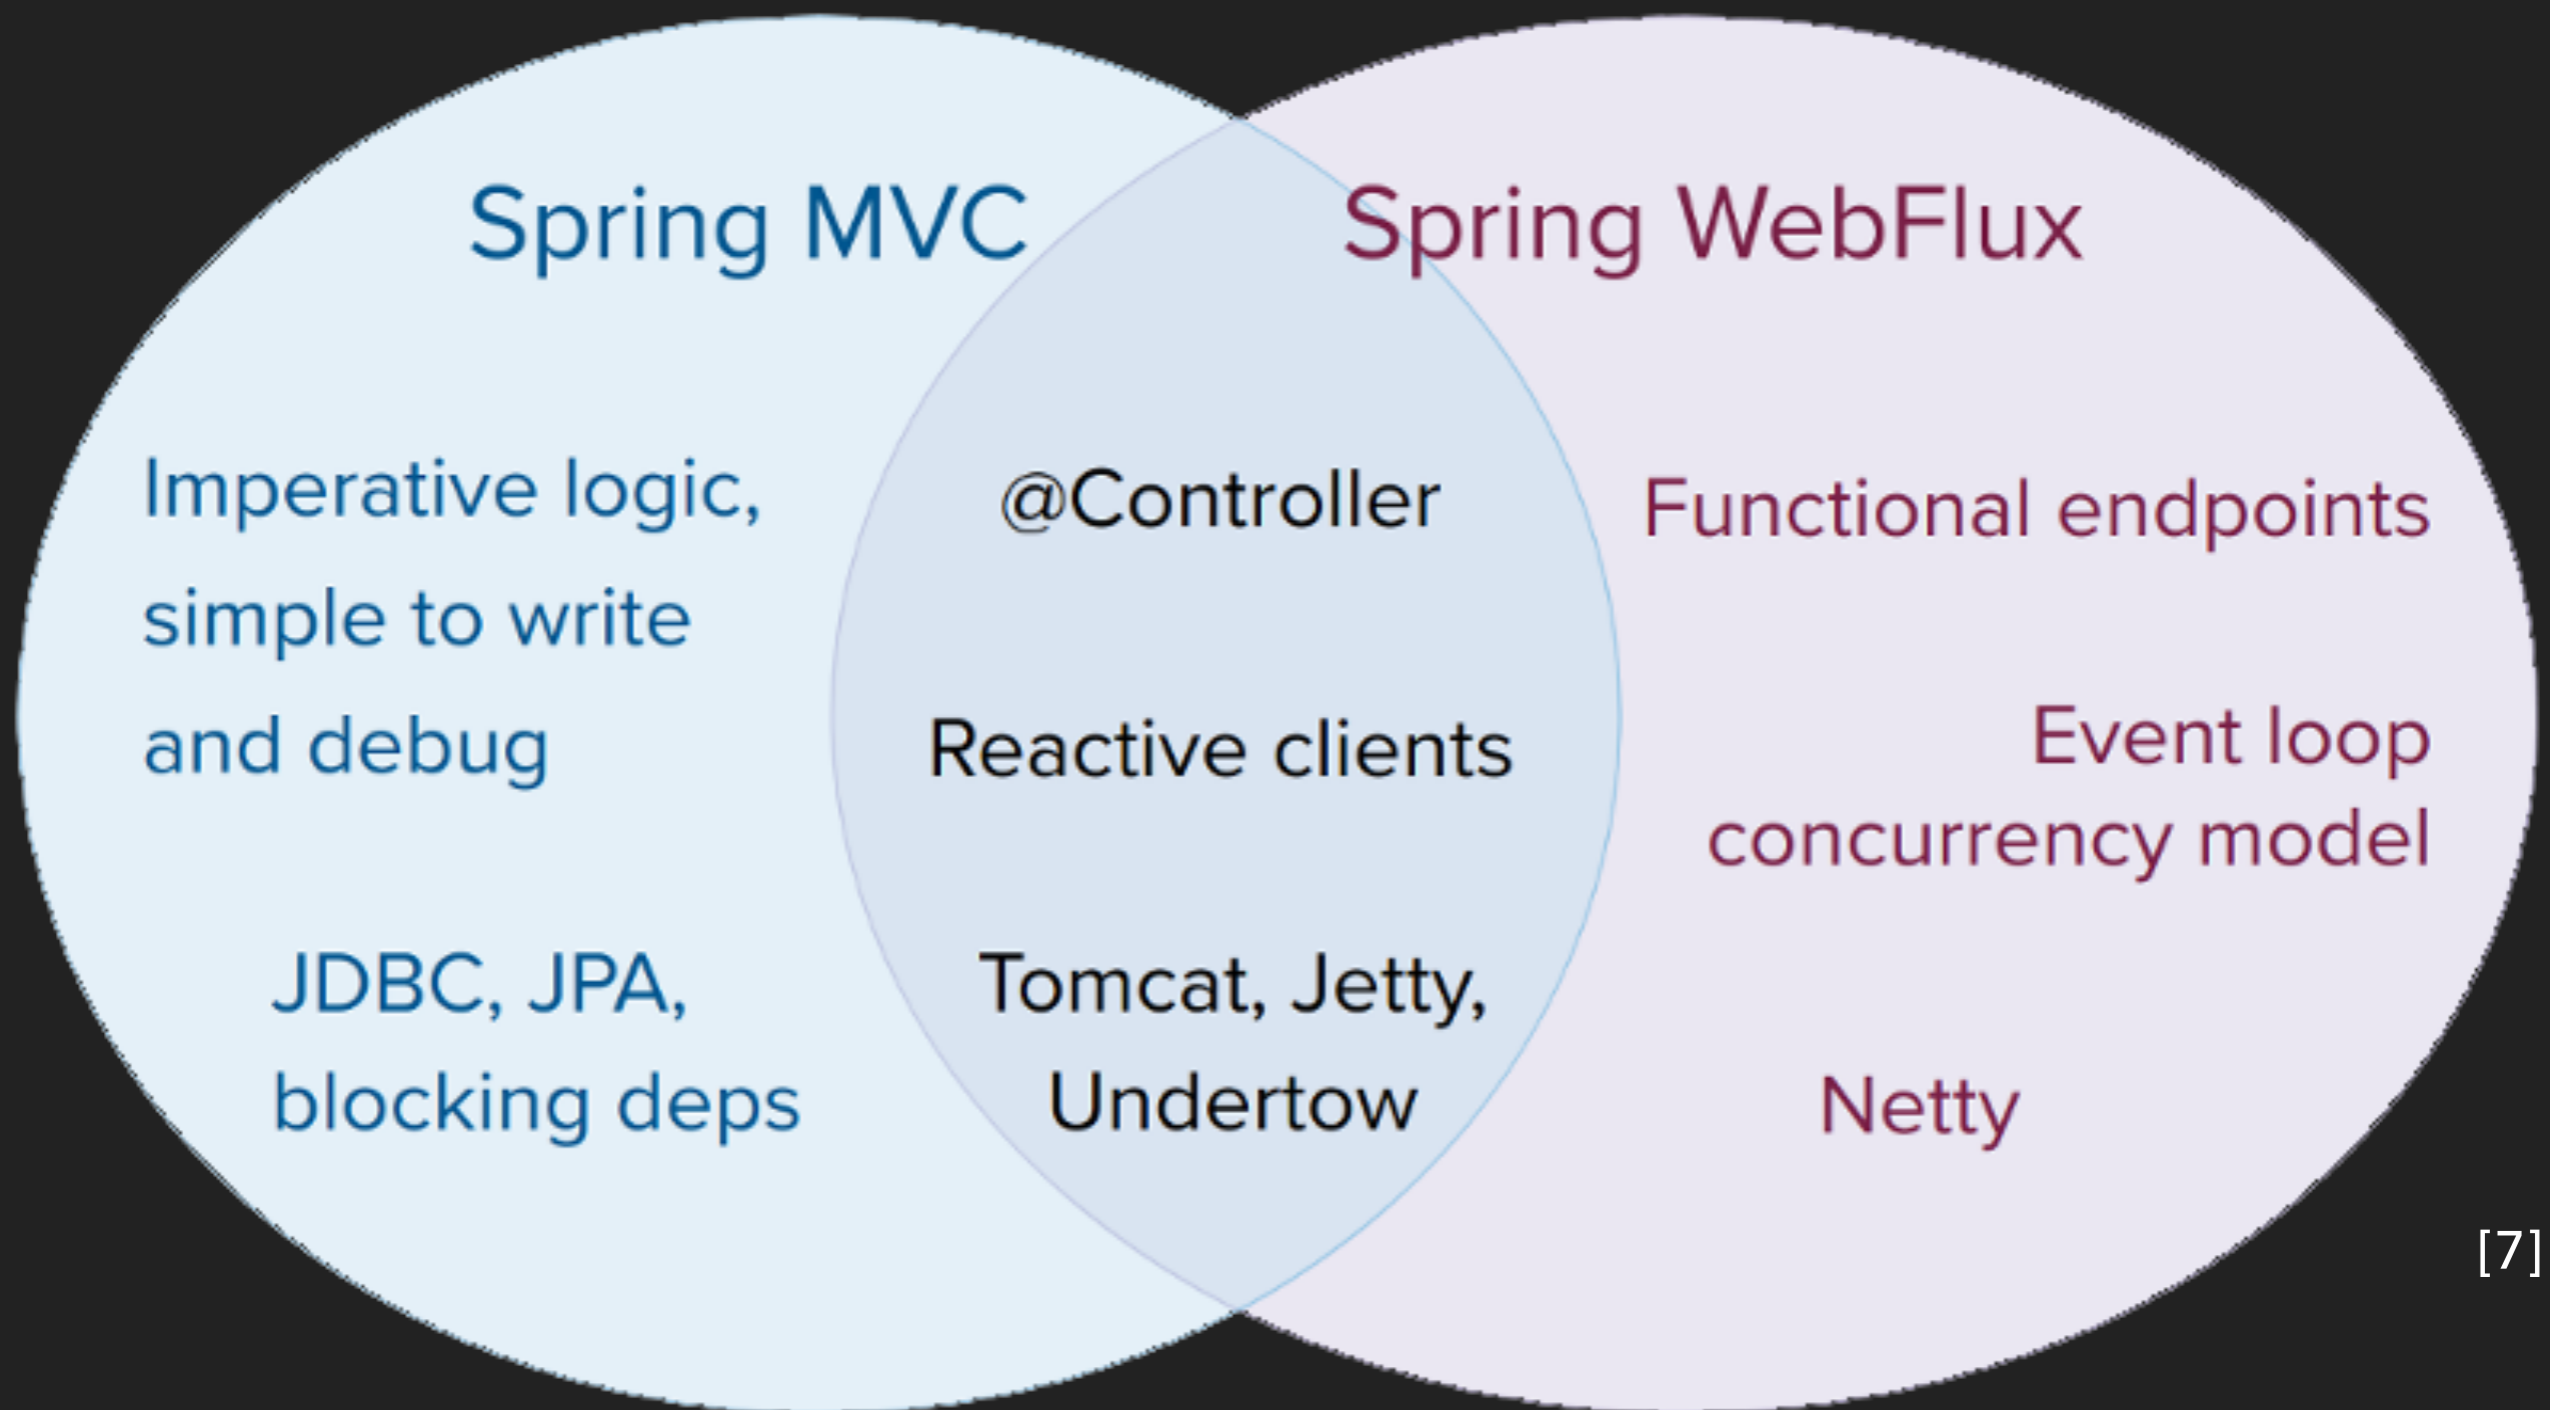 Spring MVC
Spring WebFlux
Imperative logic,
simple to write
and debug
JDBC, JPA,
blocking deps
@Controller
Reactive clients
Tomcat, Jetty,
Undertow
Functional endpoints
Event loop
concurrency model
Netty
[7]